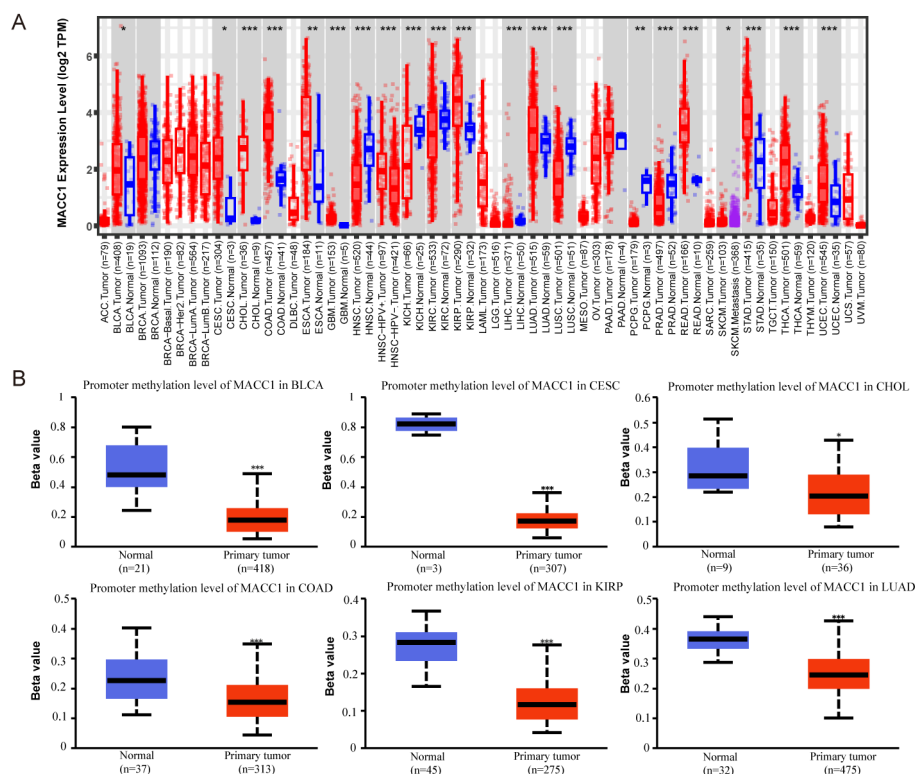 A
* * *** *** ** *** *** *** *** *** *** *** *** *** ** *** *** * *** *** ***
MACC1 Expression Level (log2 TPM)
6
4
2
0
ACC.Tumor (n=79)
BLCA.Tumor (n=408)
BLCA.Normal (n=19)
BRCA.Tumor (n=1093)
BRCA.Normal (n=112)
BRCA-Basal.Tumor (n=190)
BRCA-Her2.Tumor (n=82)
BRCA-LumA.Tumor (n=564)
BRCA-LumB.Tumor (n=217)
CESC.Tumor (n=304)
CESC.Normal (n=3)
CHOL.Tumor (n=36)
CHOL.Normal (n=9)
COAD.Tumor (n=457)
COAD.Normal (n=41)
DLBC.Tumor (n=48)
ESCA.Tumor (n=184)
ESCA.Normal (n=11)
GBM.Tumor (n=153)
GBM.Normal (n=5)
HNSC.Tumor (n=520)
HNSC.Normal (n=44)
HNSC-HPV+.Tumor (n=97)
HNSC-HPV-.Tumor (n=421)
KICH.Tumor (n=66)
KICH.Normal (n=25)
KIRC.Tumor (n=533)
KIRC.Normal (n=72)
KIRP.Tumor (n=290)
KIRP.Normal (n=32)
LAML.Tumor (n=173)
LGG.Tumor (n=516)
LIHC.Tumor (n=371)
LIHC.Normal (n=50)
LUAD.Tumor (n=515)
LUAD.Normal (n=59)
LUSC.Tumor (n=501)
LUSC.Normal (n=51)
MESO.Tumor (n=87)
OV.Tumor (n=303)
PAAD.Tumor (n=178)
PAAD.Normal (n=4)
PCPG.Tumor (n=179)
PCPG.Normal (n=3)
PRAD.Tumor (n=497)
PRAD.Normal (n=52)
READ.Tumor (n=166)
READ.Normal (n=10)
SARC.Tumor (n=259)
SKCM.Tumor (n=103)
SKCM.Metastasis (n=368)
STAD.Tumor (n=415)
STAD.Normal (n=35)
TGCT.Tumor (n=150)
THCA.Tumor (n=501)
THCA.Normal (n=59)
THYM.Tumor (n=120)
UCEC.Tumor (n=545)
UCEC.Normal (n=35)
UCS.Tumor (n=57)
UVM.Tumor (n=80)
B
Promoter methylation level of MACC1 in BLCA
Beta value
1
0.8
0.6
0.4
0.2
0
***
Normal
(n=21)
Primary tumor
(n=418)
Promoter methylation level of MACC1 in CESC
Beta value
1
0.8
0.6
0.4
0.2
0
***
Normal
(n=3)
Primary tumor
(n=307)
Promoter methylation level of MACC1 in CHOL
Beta value
0.6
0.5
0.4
0.3
0.2
0.1
0
*
Normal
(n=9)
Primary tumor
(n=36)
Promoter methylation level of MACC1 in COAD
Beta value
0.5
0.4
0.3
0.2
0.1
0
***
Normal
(n=37)
Primary tumor
(n=313)
Promoter methylation level of MACC1 in KIRP
Beta value
0.4
0.3
0.2
0.1
0
***
Normal
(n=45)
Primary tumor
(n=275)
Promoter methylation level of MACC1 in LUAD
Beta value
0.5
0.4
0.3
0.2
0.1
0
***
Normal
(n=32)
Primary tumor
(n=475)